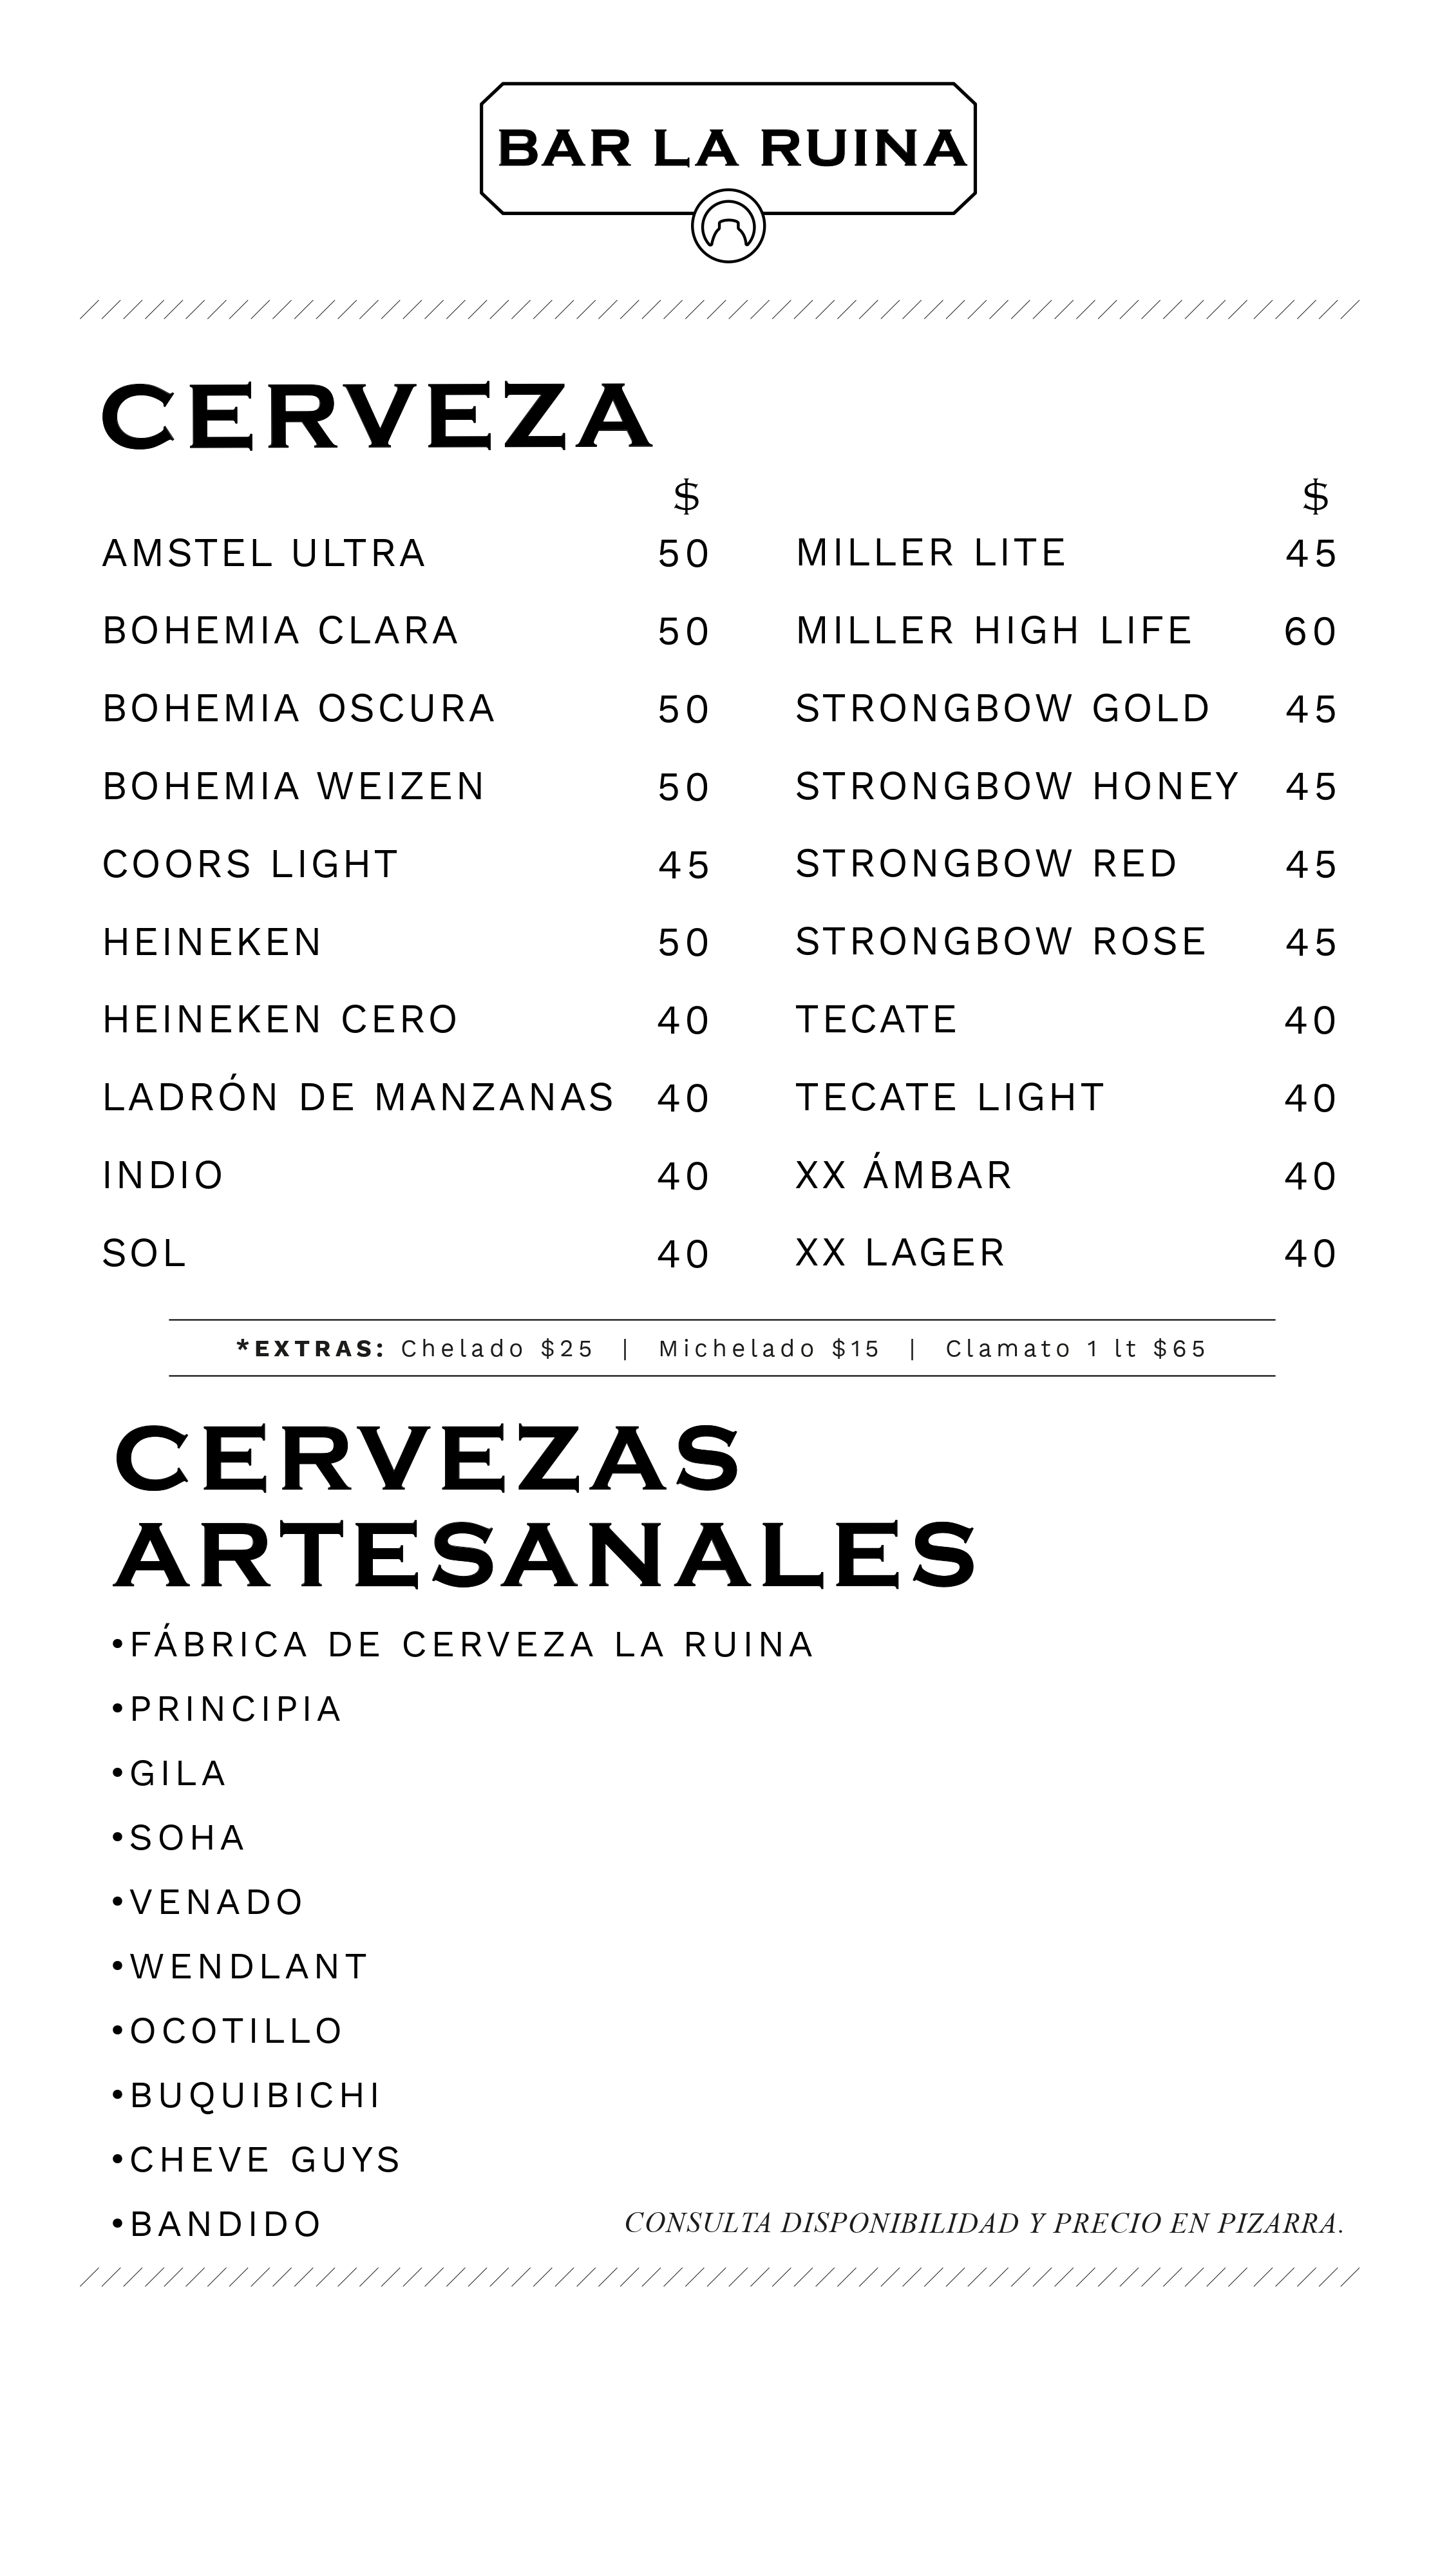 BAR LA RUINA
CERVEZA
$
AMSTEL ULTRA 50
BOHEMIA CLARA 50
BOHEMIA OSCURA 50
BOHEMIA WEIZEN 50
COORS LIGHT 45
HEINEKEN 50
HEINEKEN CERO 40
LADRÓN DE MANZANAS 40
INDIO 40
SOL 40
$
MILLER LITE 45
MILLER HIGH LIFE 60
STRONGBOW GOLD 45
STRONGBOW HONEY 45
STRONGBOW RED 45
STRONGBOW ROSE 45
TECATE 40
TECATE LIGHT 40
XX ÁMBAR 40
XX LAGER 40
*EXTRAS: Chelado $25 | Michelado $15 | Clamato 1 lt $65
CERVEZAS
ARTESANALES
•FÁBRICA DE CERVEZA LA RUINA
•PRINCIPIA
•GILA
•SOHA
•VENADO
•WENDLANT
•OCOTILLO
•BUQUIBICHI
•CHEVE GUYS
•BANDIDO
CONSULTA DISPONIBILIDAD Y PRECIO EN PIZARRA.